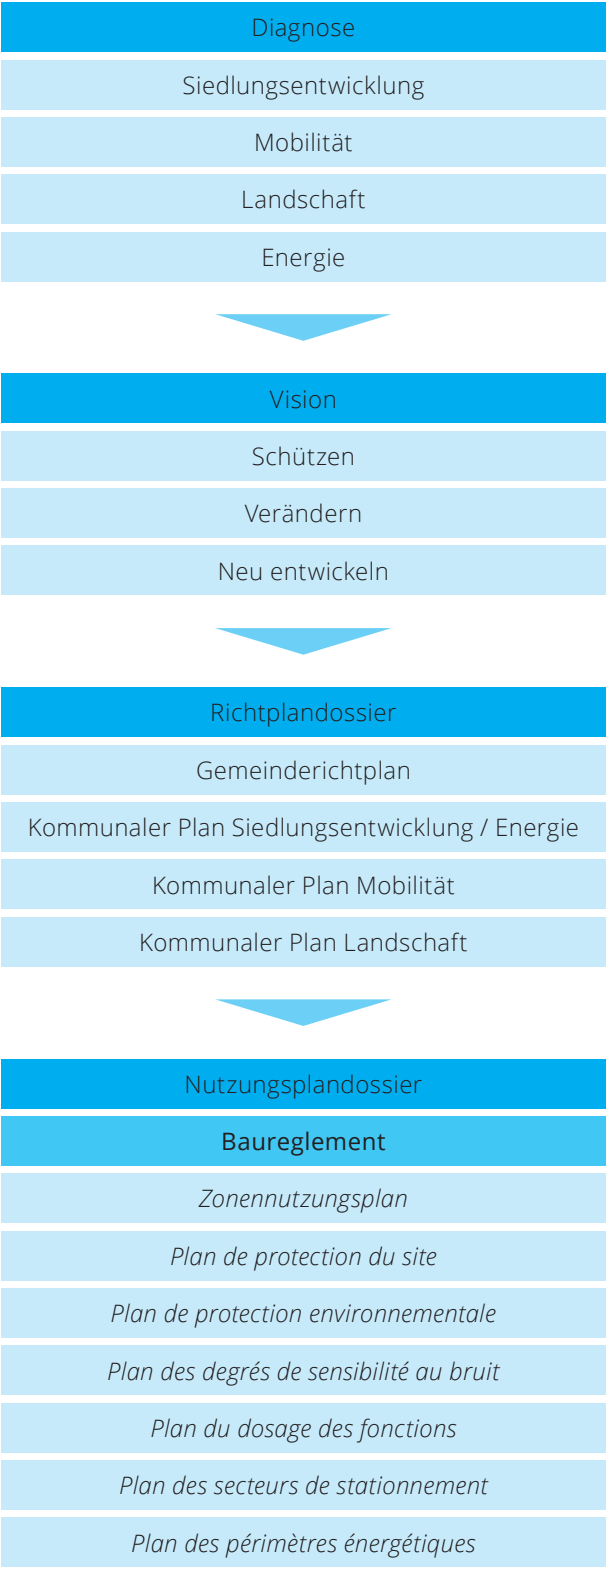 Diagnose
Siedlungsentwicklung
Mobilität
Landschaft
Energie
Vision
Schützen
Verändern
Neu entwickeln
Richtplandossier
Gemeinderichtplan
Kommunaler Plan Siedlungsentwicklung / Energie
Kommunaler Plan Mobilität
Kommunaler Plan Landschaft
Nutzungsplandossier
Baureglement
Zonennutzungsplan
Plan de protection du site
Plan de protection environnementale
Plan des degrés de sensibilité au bruit
Plan du dosage des fonctions
Plan des secteurs de stationnement
Plan des périmètres énergétiques